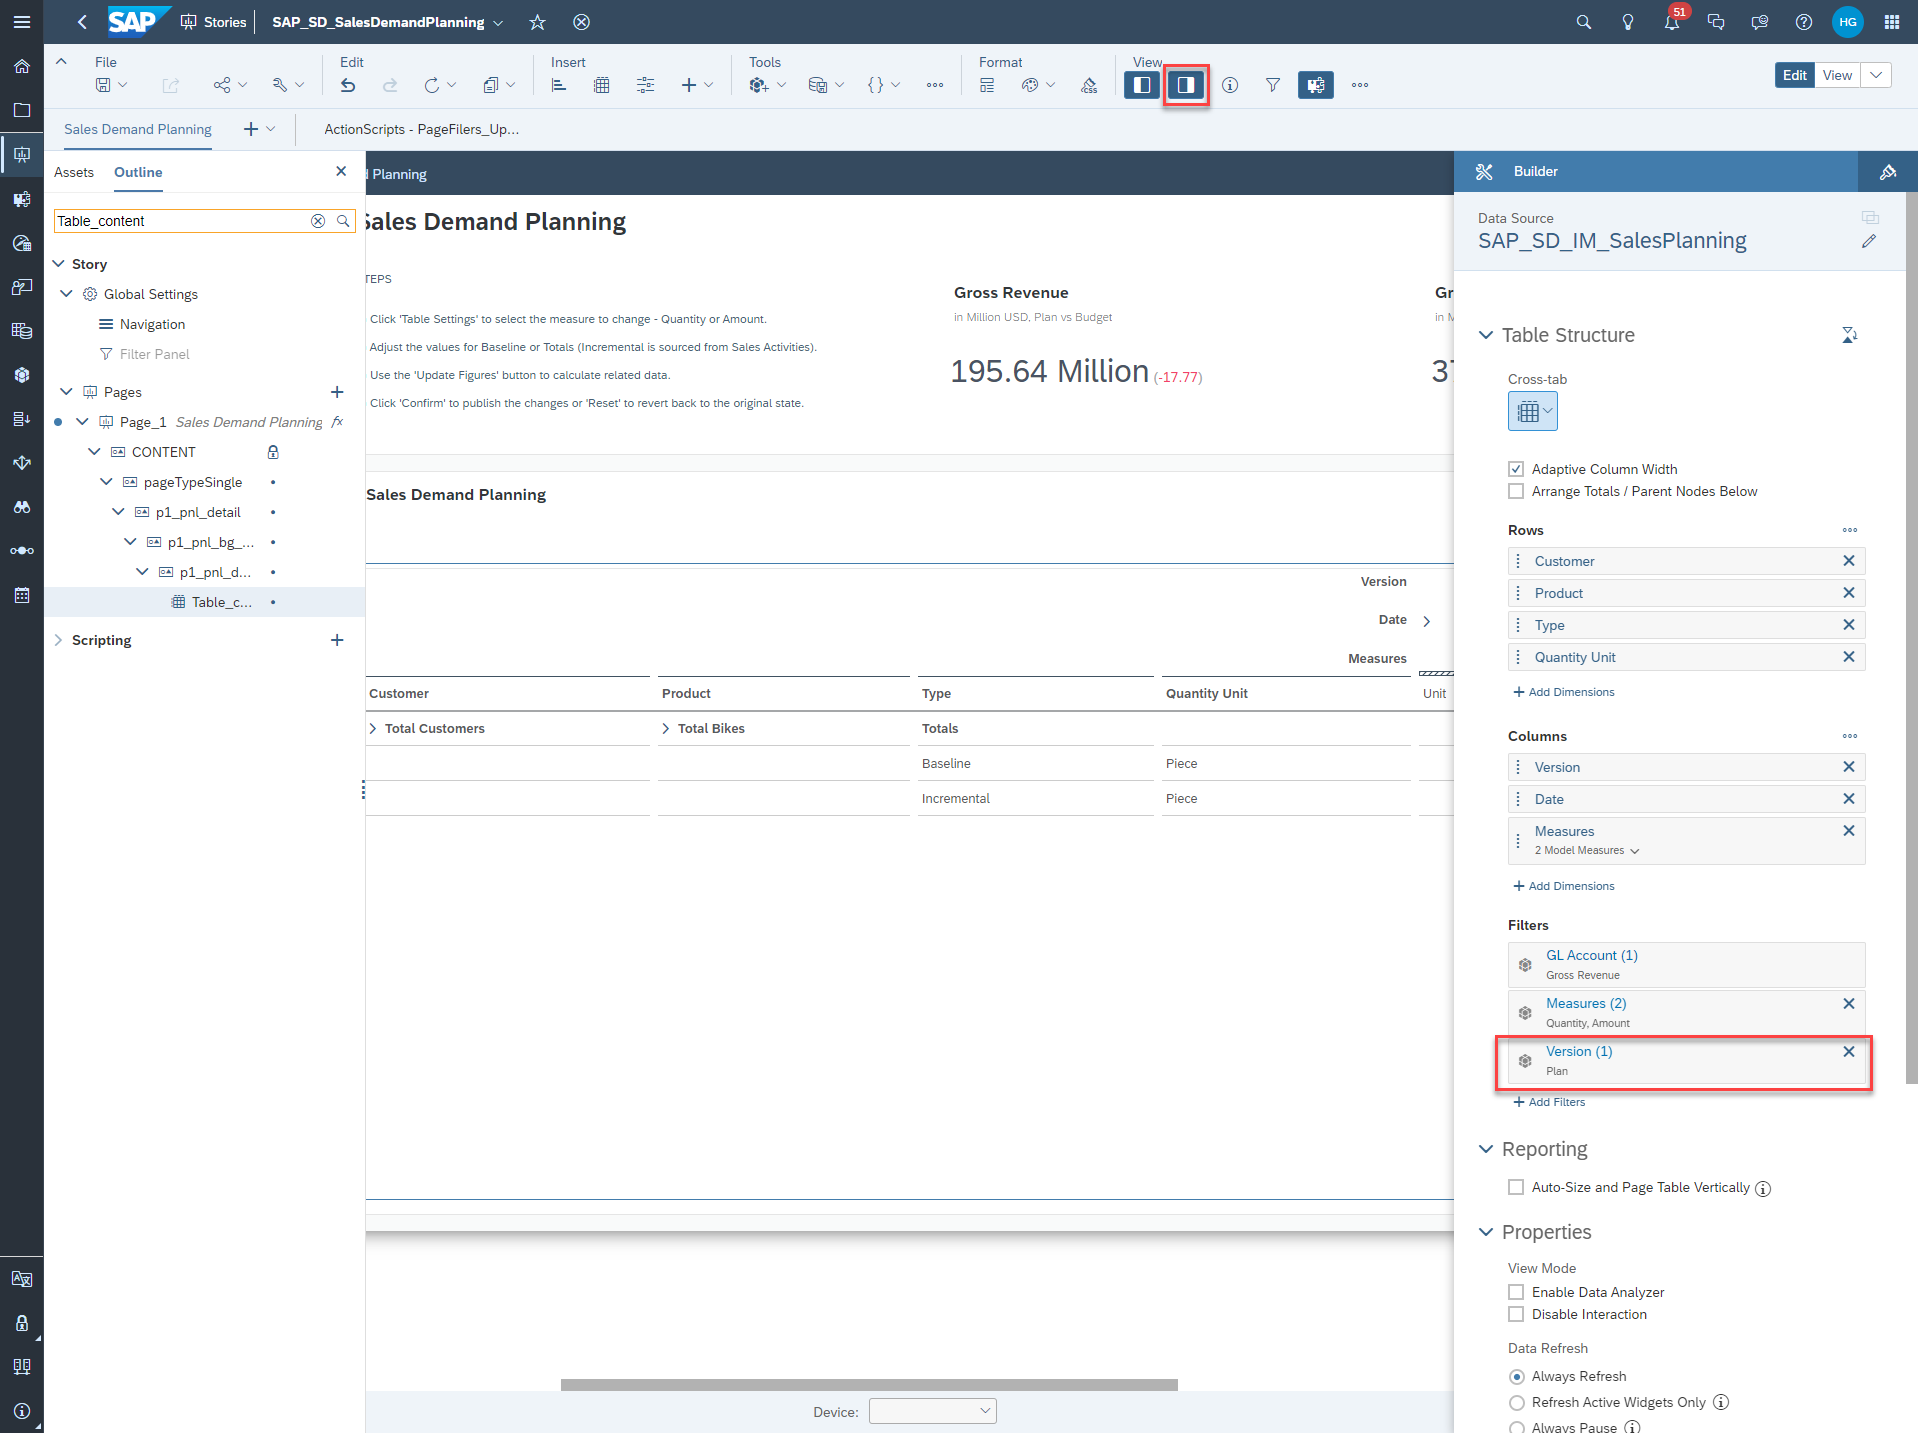 SAP Stories SAP_SD_SalesDemandPlanning
51
HG
File Edit Insert Tools Format View
CSS
Edit View
Sales Demand Planning
ActionScripts - PageFilers_Up...
Assets Outline
Table_content
Story
Global Settings
Navigation
Filter Panel
Pages
Page_1 Sales Demand Planning fx
CONTENT
pageTypeSingle
p1_pnl_detail
p1_pnl_bg_...
p1_pnl_d...
Table_c...
Scripting
d Planning
Sales Demand Planning
TEPS
Click 'Table Settings' to select the measure to change - Quantity or Amount.
Adjust the values for Baseline or Totals (Incremental is sourced from Sales Activities).
Use the 'Update Figures' button to calculate related data.
Click 'Confirm' to publish the changes or 'Reset' to revert back to the original state.
Gross Revenue
in Million USD, Plan vs Budget
195.64 Million (-17.77)
Gr
in M
37
Sales Demand Planning
Version
Date
Measures
Customer Product Type Quantity Unit Unit
Total Customers Total Bikes Totals
Baseline Piece
Incremental Piece
Device:
Builder
Data Source
SAP_SD_IM_SalesPlanning
Table Structure
Cross-tab
Adaptive Column Width
Arrange Totals / Parent Nodes Below
Rows
Customer
Product
Type
Quantity Unit
+ Add Dimensions
Columns
Version
Date
Measures
2 Model Measures
+ Add Dimensions
Filters
GL Account (1)
Gross Revenue
Measures (2)
Quantity, Amount
Version (1)
Plan
+ Add Filters
Reporting
Auto-Size and Page Table Vertically
Properties
View Mode
Enable Data Analyzer
Disable Interaction
Data Refresh
Always Refresh
Refresh Active Widgets Only
Always Pause